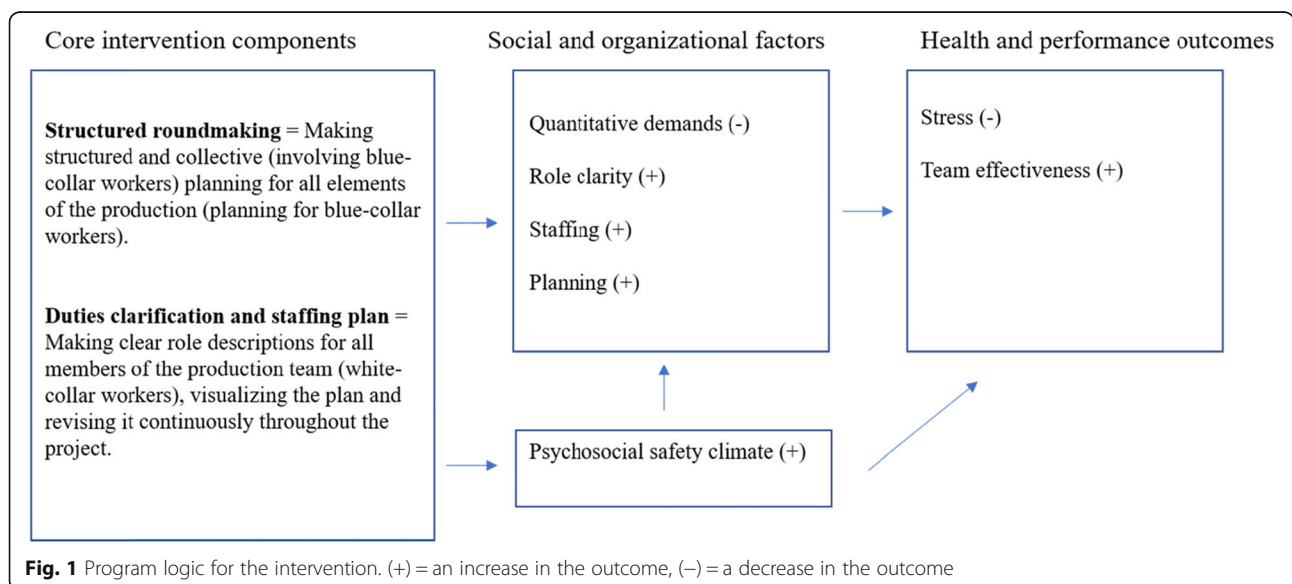 Core intervention components
Social and organizational factors
Health and performance outcomes
Structured roundmaking = Making
structured and collective (involving blue-
collar workers) planning for all elements
of the production (planning for blue-collar
workers).
Duties clarification and staffing plan =
Making clear role descriptions for all
members of the production team (white-
collar workers), visualizing the plan and
revising it continuously throughout the
project.
Quantitative demands (-)
Role clarity (+)
Staffing (+)
Planning (+)
Psychosocial safety climate (+)
Stress (-)
Team effectiveness (+)
Fig. 1 Program logic for the intervention. (+) = an increase in the outcome, (−) = a decrease in the outcome